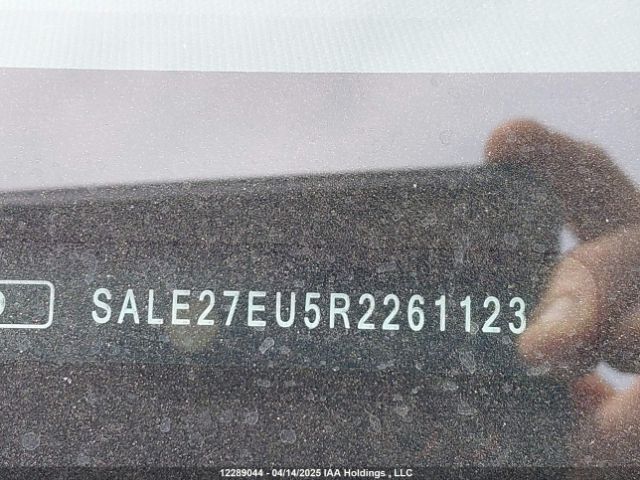 SALE27EU5R2261123
12289044 - 04/14/2025 IAA Holdings , LLC